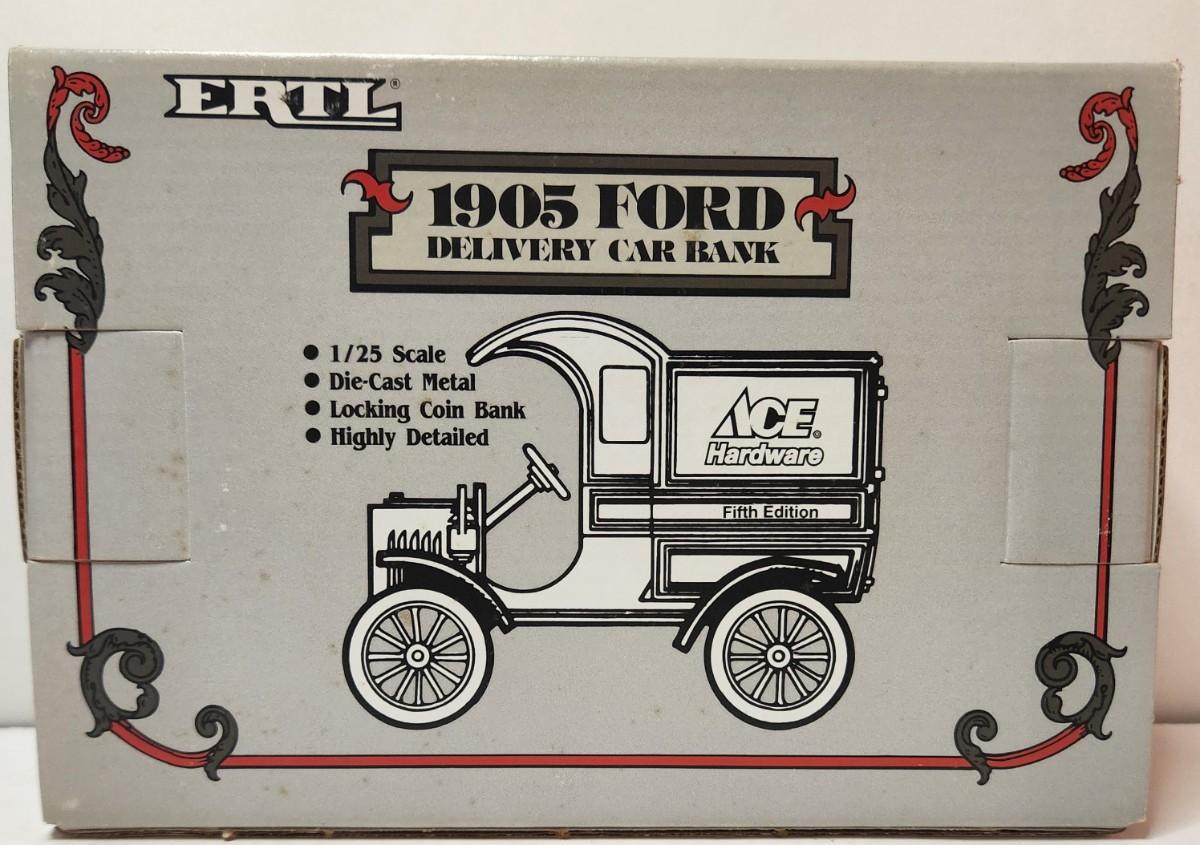 ERTL®
1905 FORD
DELIVERY CAR BANK
● 1/25 Scale
● Die-Cast Metal
● Locking Coin Bank
● Highly Detailed
ACE®
Hardware
Fifth Edition